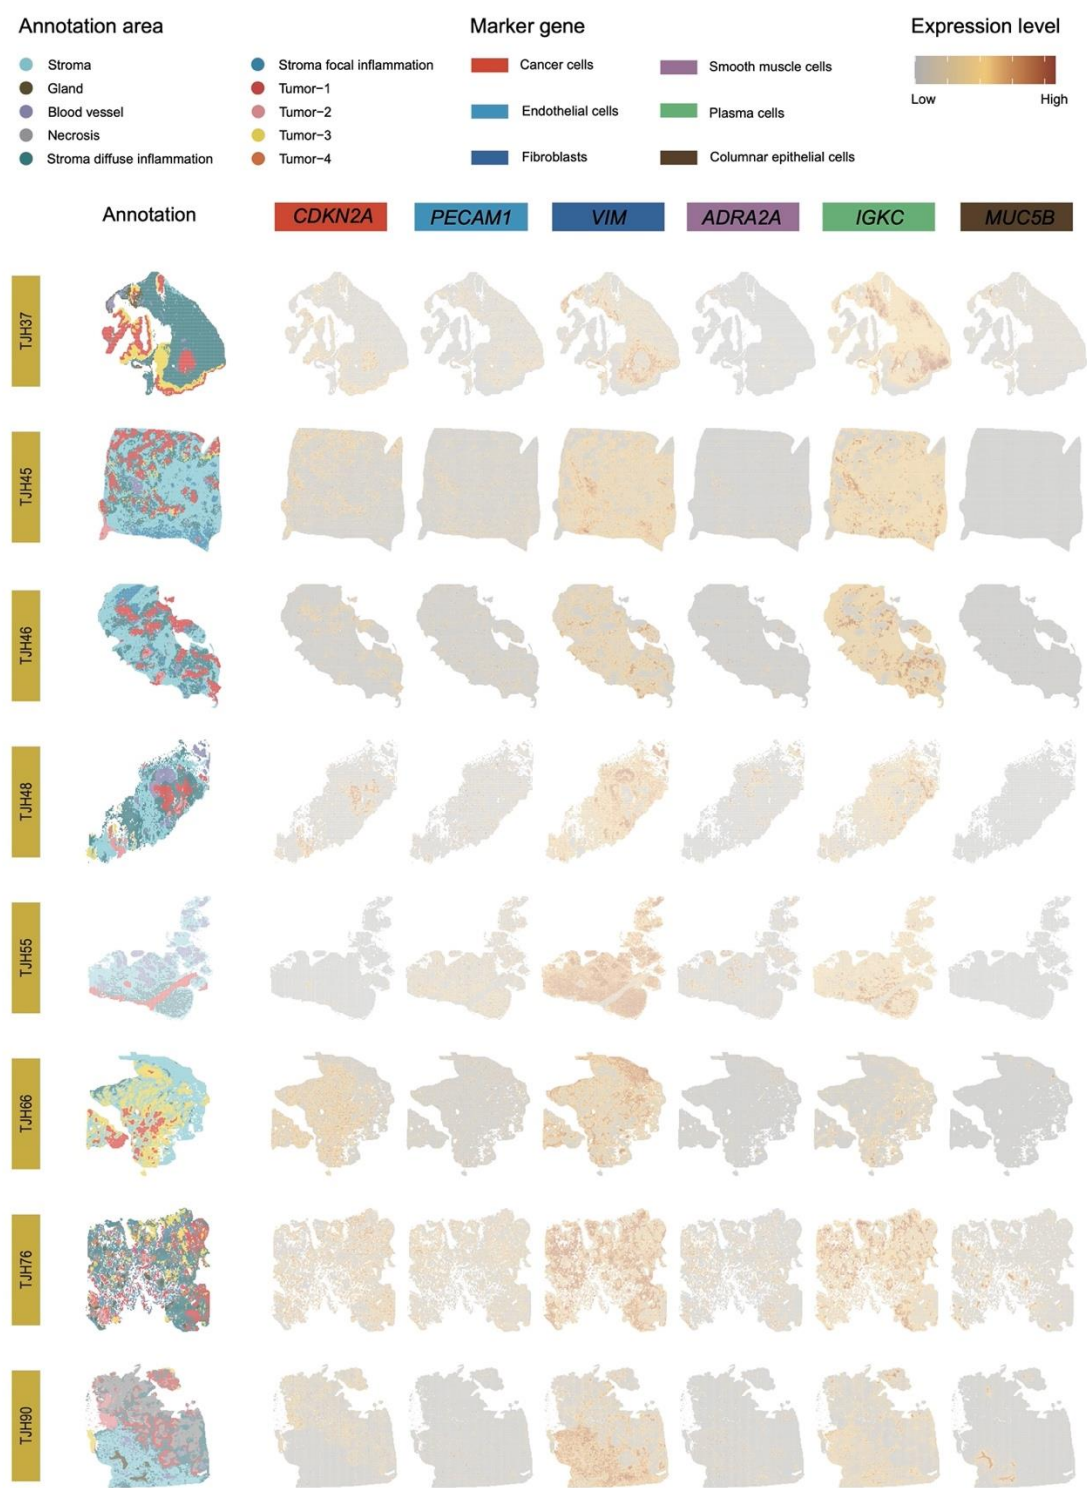 Annotation area
Marker gene
Expression level
Stroma
Gland
Blood vessel
Necrosis
Stroma diffuse inflammation
Stroma focal inflammation
Tumor-1
Tumor-2
Tumor-3
Tumor-4
Cancer cells
Endothelial cells
Fibroblasts
Smooth muscle cells
Plasma cells
Columnar epithelial cells
Low High
Annotation CDKN2A PECAM1 VIM ADRA2A IGKC MUC5B
TJH37
TJH45
TJH46
TJH48
TJH55
TJH66
TJH76
TJH90